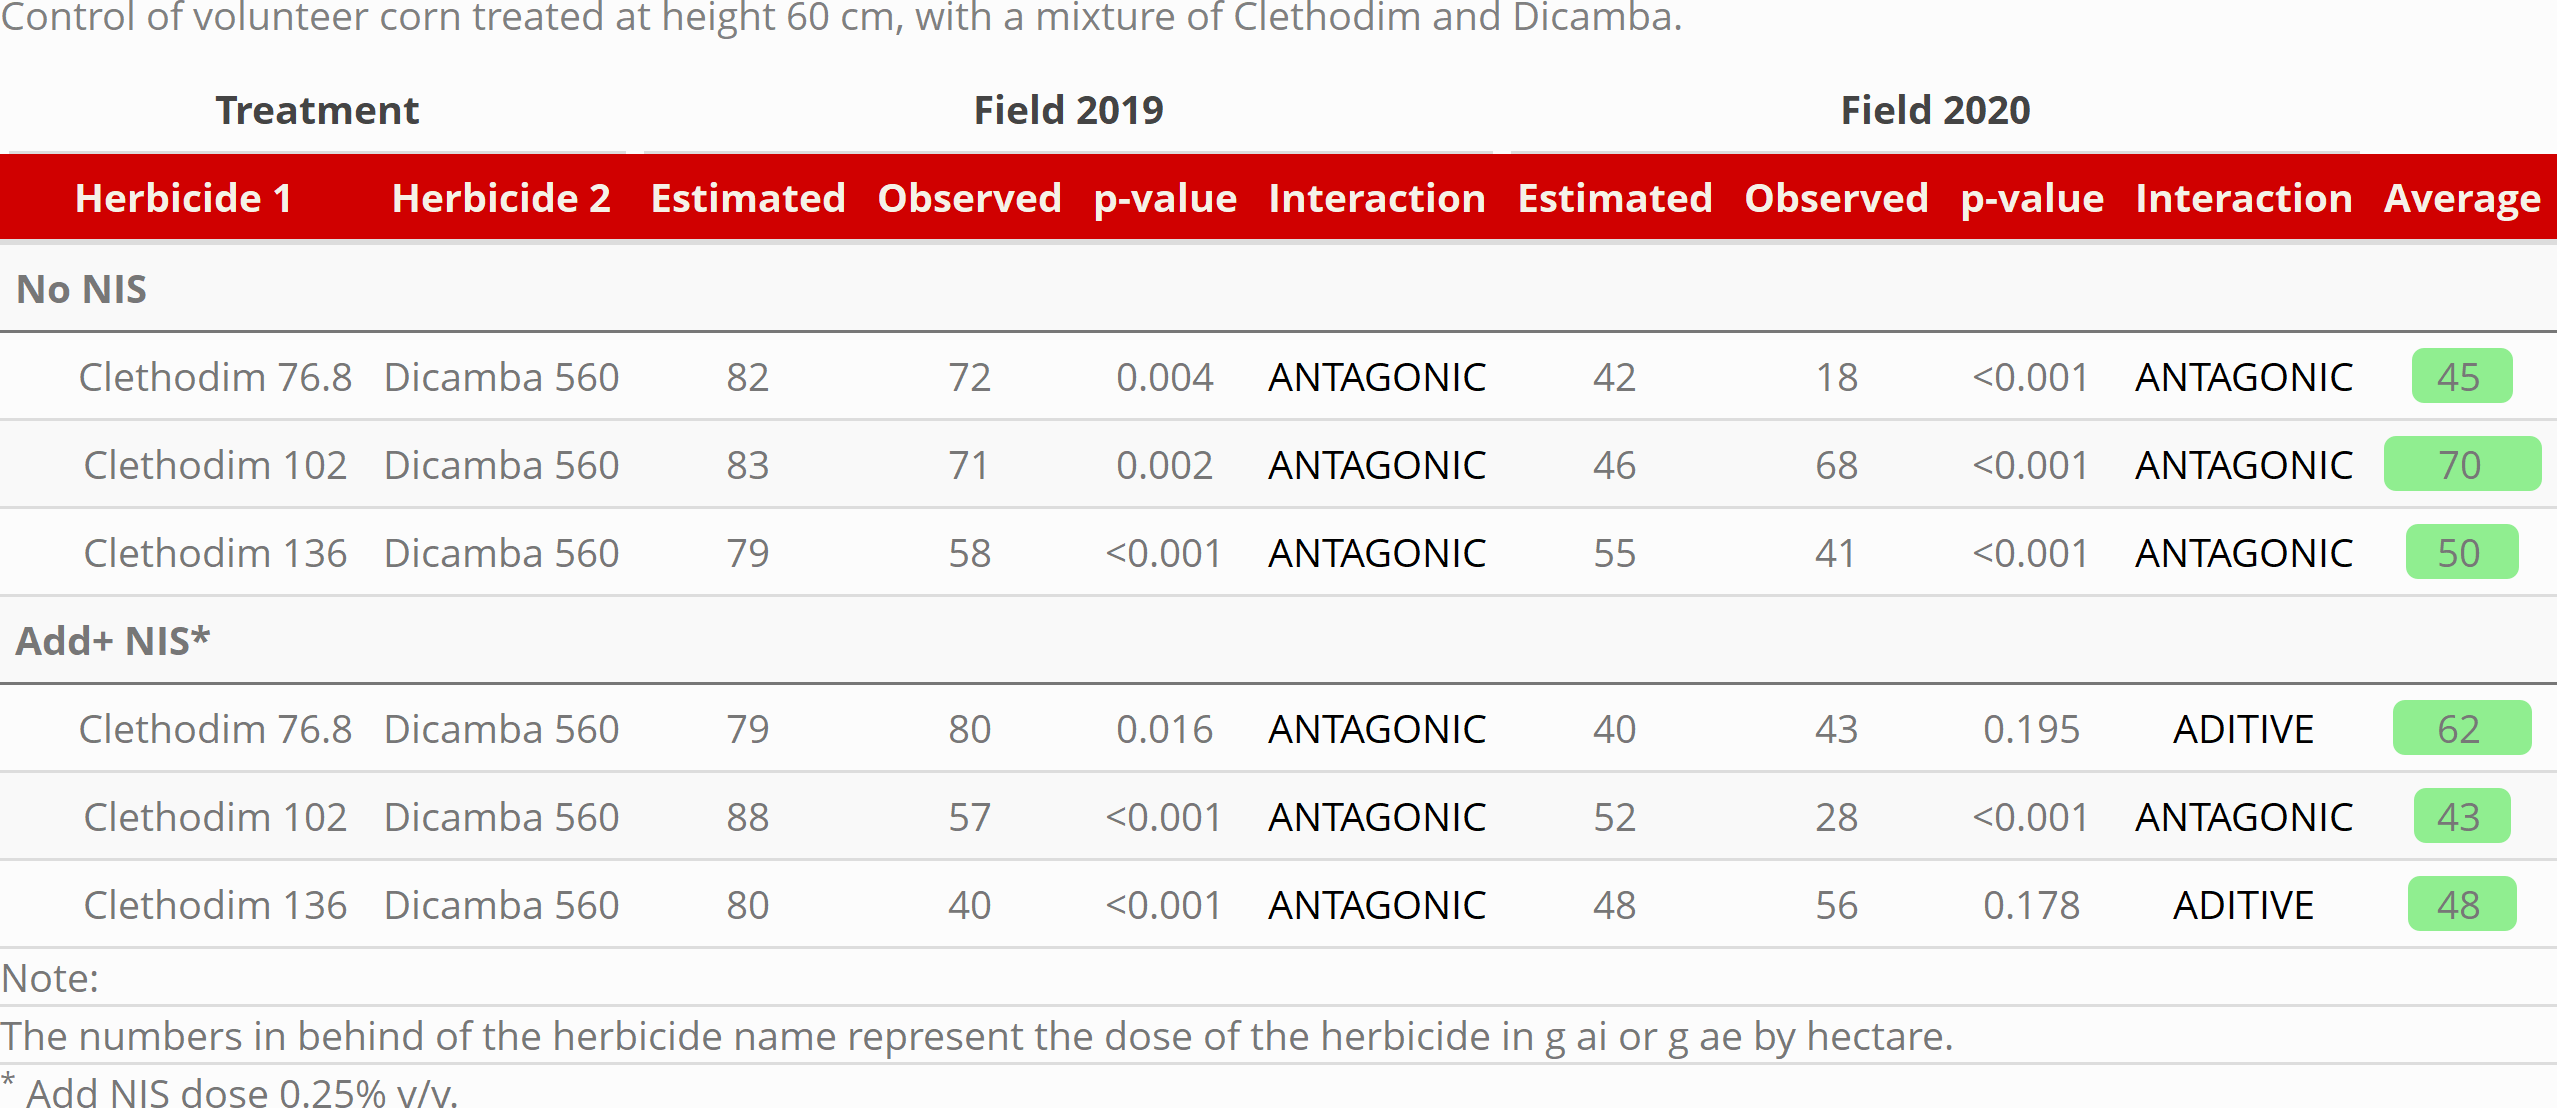 Control of volunteer corn treated at height 60 cm, with a mixture of Clethodim and Dicamba.
Treatment Field 2019 Field 2020
Herbicide 1 Herbicide 2 Estimated Observed p-value Interaction Estimated Observed p-value Interaction Average
No NIS
Clethodim 76.8 Dicamba 560 82 72 0.004 ANTAGONIC 42 18 <0.001 ANTAGONIC 45
Clethodim 102 Dicamba 560 83 71 0.002 ANTAGONIC 46 68 <0.001 ANTAGONIC 70
Clethodim 136 Dicamba 560 79 58 <0.001 ANTAGONIC 55 41 <0.001 ANTAGONIC 50
Add+ NIS*
Clethodim 76.8 Dicamba 560 79 80 0.016 ANTAGONIC 40 43 0.195 ADITIVE 62
Clethodim 102 Dicamba 560 88 57 <0.001 ANTAGONIC 52 28 <0.001 ANTAGONIC 43
Clethodim 136 Dicamba 560 80 40 <0.001 ANTAGONIC 48 56 0.178 ADITIVE 48
Note:
The numbers in behind of the herbicide name represent the dose of the herbicide in g ai or g ae by hectare.
* Add NIS dose 0.25% v/v.